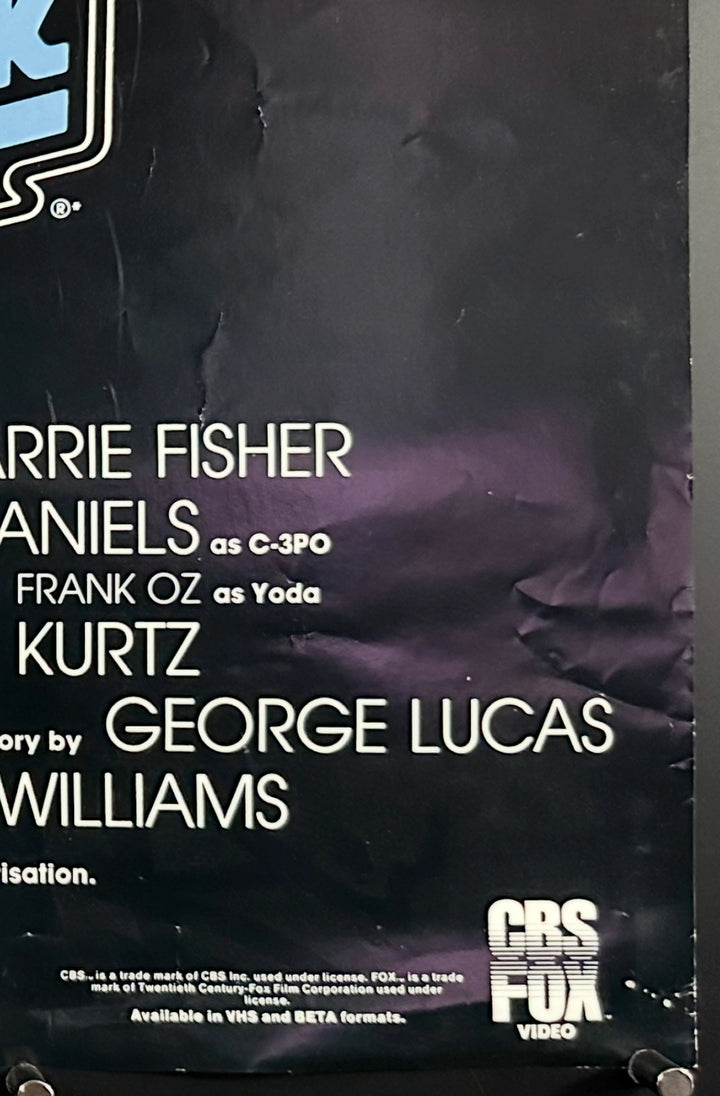 K
®*
ARRIE FISHER
ANIELS as C-3PO
FRANK OZ as Yoda
KURTZ
ory by GEORGE LUCAS
WILLIAMS
isation.
CBS
FOX
VIDEO
CBS™ is a trade mark of CBS Inc. used under license. FOX™ is a trade
mark of Twentieth Century-Fox Film Corporation used under
license.
Available in VHS and BETA formats.